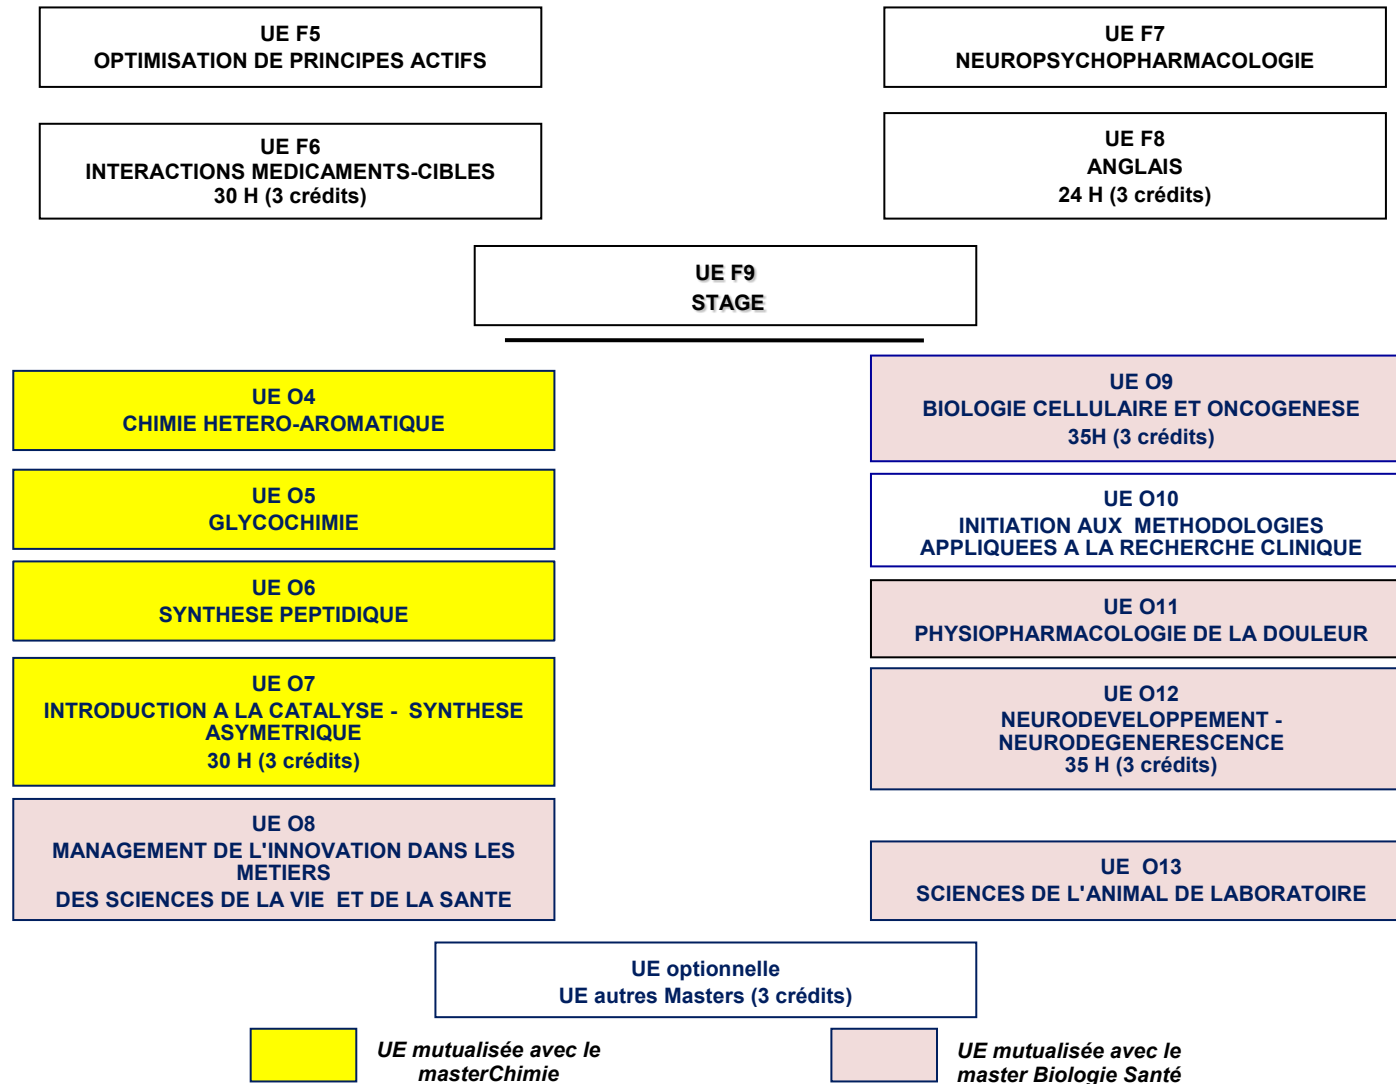 UE F5
OPTIMISATION DE PRINCIPES ACTIFS
UE F7
NEUROPSYCHOPHARMACOLOGIE
UE F6
INTERACTIONS MEDICAMENTS-CIBLES
30 H (3 crédits)
UE F8
ANGLAIS
24 H (3 crédits)
UE F9
STAGE
UE O4
CHIMIE HETERO-AROMATIQUE
UE O5
GLYCOCHIMIE
UE O6
SYNTHESE PEPTIDIQUE
UE O7
INTRODUCTION A LA CATALYSE - SYNTHESE
ASYMETRIQUE
30 H (3 crédits)
UE O8
MANAGEMENT DE L'INNOVATION DANS LES
METIERS
DES SCIENCES DE LA VIE ET DE LA SANTE
UE O9
BIOLOGIE CELLULAIRE ET ONCOGENESE
35H (3 crédits)
UE O10
INITIATION AUX METHODOLOGIES
APPLIQUEES A LA RECHERCHE CLINIQUE
UE O11
PHYSIOPHARMACOLOGIE DE LA DOULEUR
UE O12
NEURODEVELOPPEMENT -
NEURODEGENERESCENCE
35 H (3 crédits)
UE O13
SCIENCES DE L'ANIMAL DE LABORATOIRE
UE optionnelle
UE autres Masters (3 crédits)
UE mutualisée avec le
masterChimie
UE mutualisée avec le
master Biologie Santé